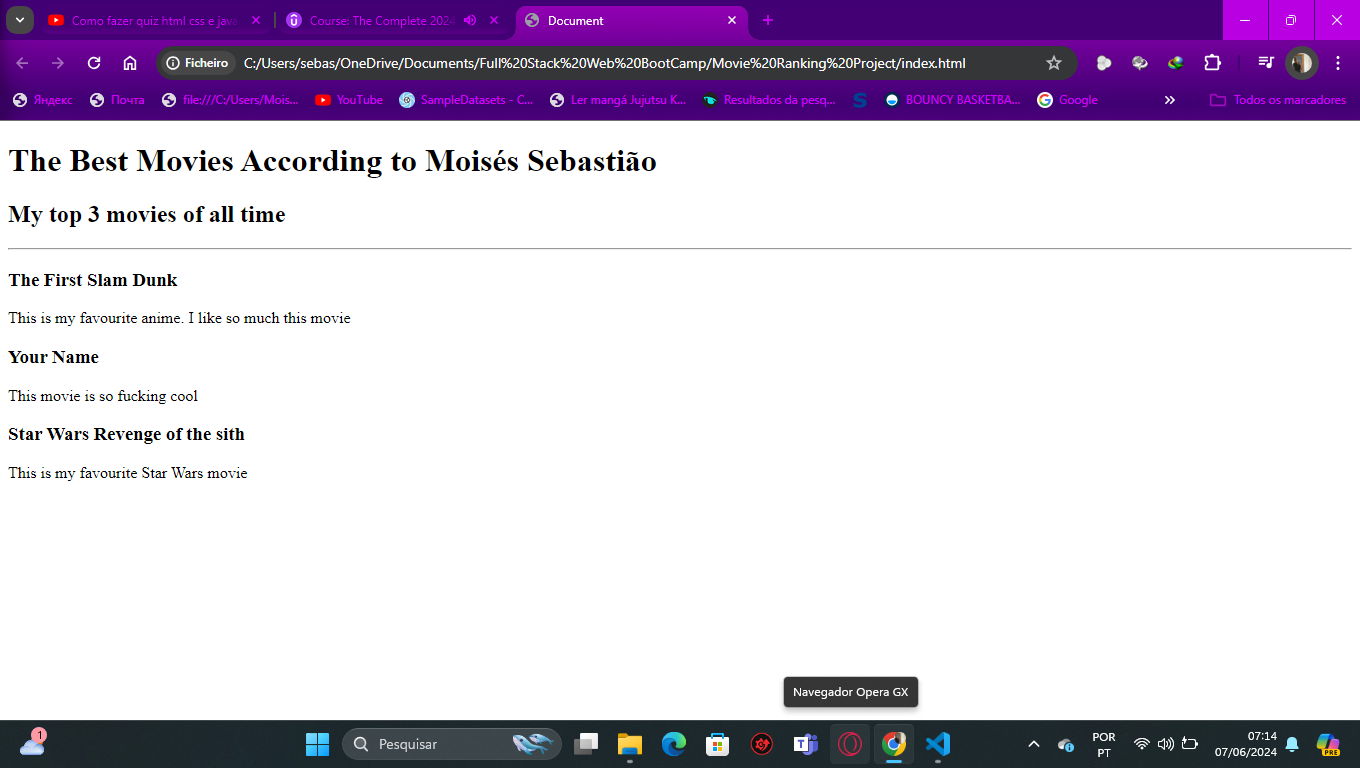 Como fazer quiz html css e java
Course: The Complete 2024
Document
Ficheiro
C:/Users/sebas/OneDrive/Documents/Full%20Stack%20Web%20BootCamp/Movie%20Ranking%20Project/index.html
Яндекс
Почта
file:///C:/Users/Mois...
YouTube
SampleDatasets - C...
Ler mangá Jujutsu K...
Resultados da pesq...
BOUNCY BASKETBA...
Google
Todos os marcadores
The Best Movies According to Moisés Sebastião
My top 3 movies of all time
The First Slam Dunk
This is my favourite anime. I like so much this movie
Your Name
This movie is so fucking cool
Star Wars Revenge of the sith
This is my favourite Star Wars movie
Navegador Opera GX
1
Pesquisar
POR
PT
07:14
07/06/2024
PRE